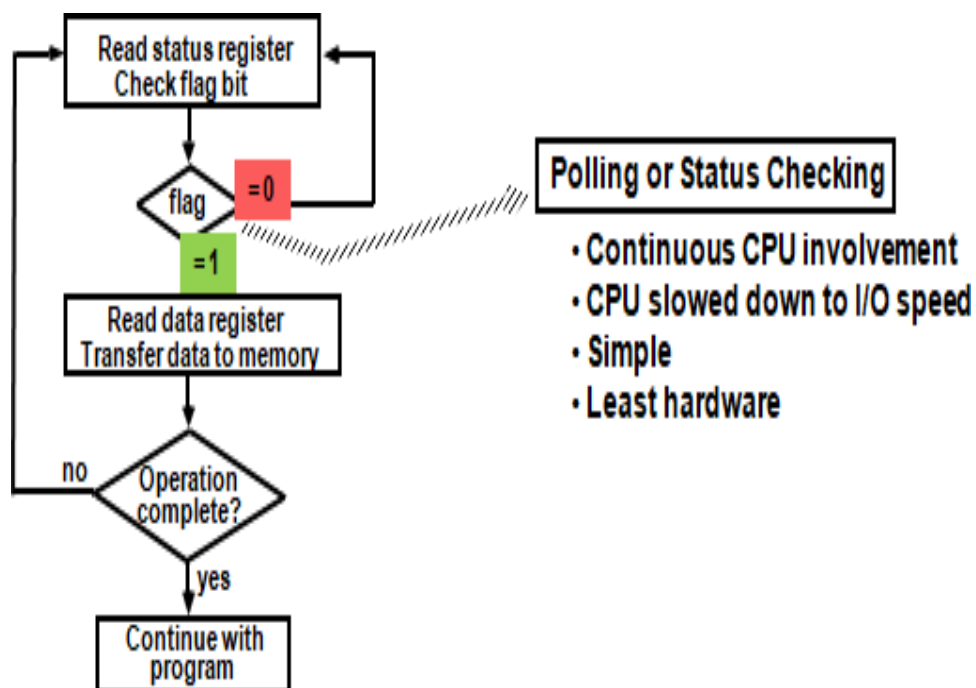 Read status register
Check flag bit
flag
= 0
= 1
Read data register
Transfer data to memory
no
Operation
complete?
yes
Continue with
program
Polling or Status Checking
• Continuous CPU involvement
• CPU slowed down to I/O speed
• Simple
• Least hardware